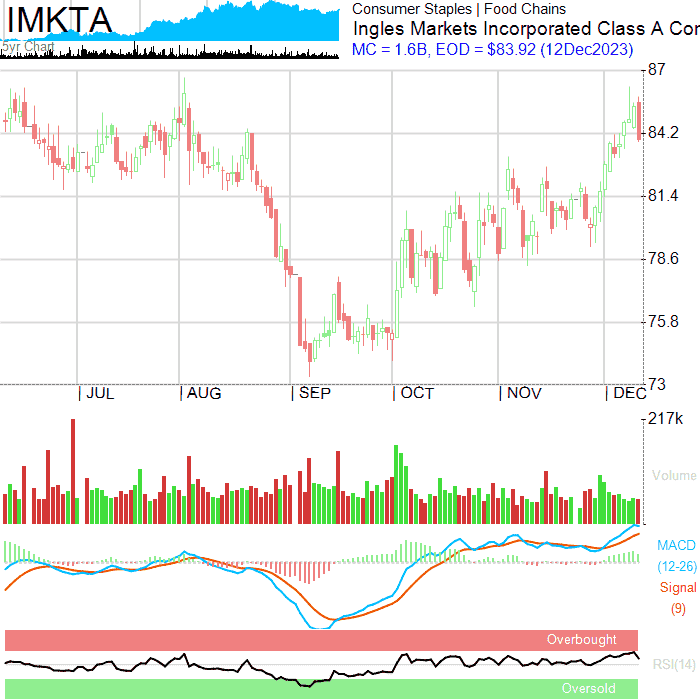 IMKTA
5yr Chart
Consumer Staples | Food Chains
Ingles Markets Incorporated Class A Cor
MC = 1.6B, EOD = $83.92 (12Dec2023)
87
84.2
81.4
78.6
75.8
73
JUL AUG SEP OCT NOV DEC
217k
Volume
MACD
(12-26)
Signal
(9)
Overbought
RSI(14)
Oversold